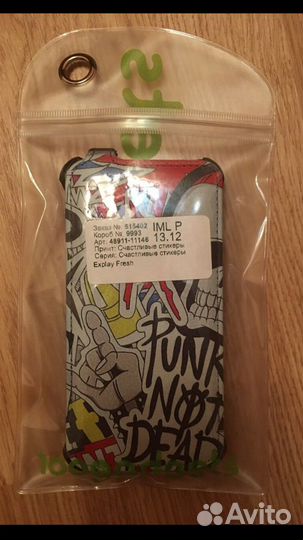 Заказ № 515402
Короб № 9993
Арт. 48911-11146
Принт: Счастливые стикеры
Серия: Счастливые стикеры
Explay Fresh
IML P
13.12
PUNK
NOT
DEAD
100gadgets
Avito